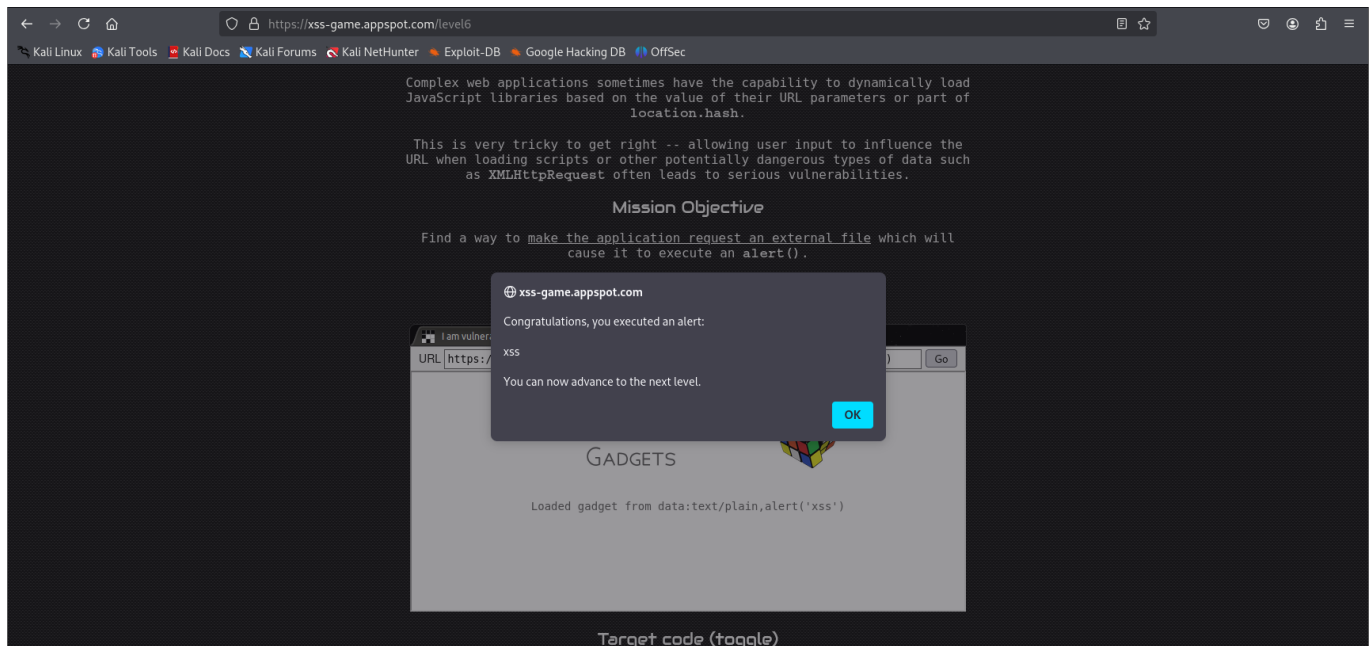 https://xss-game.appspot.com/level6
Kali Linux Kali Tools Kali Docs Kali Forums Kali NetHunter Exploit-DB Google Hacking DB OffSec
Complex web applications sometimes have the capability to dynamically load
JavaScript libraries based on the value of their URL parameters or part of
location.hash.
This is very tricky to get right -- allowing user input to influence the
URL when loading scripts or other potentially dangerous types of data such
as XMLHttpRequest often leads to serious vulnerabilities.
Mission Objective
Find a way to make the application request an external file which will
cause it to execute an alert().
xss-game.appspot.com
Congratulations, you executed an alert:
xss
You can now advance to the next level.
OK
I am vulner
URL https:/ ) Go
GADGETS
Loaded gadget from data:text/plain,alert('xss')
Target code (toggle)